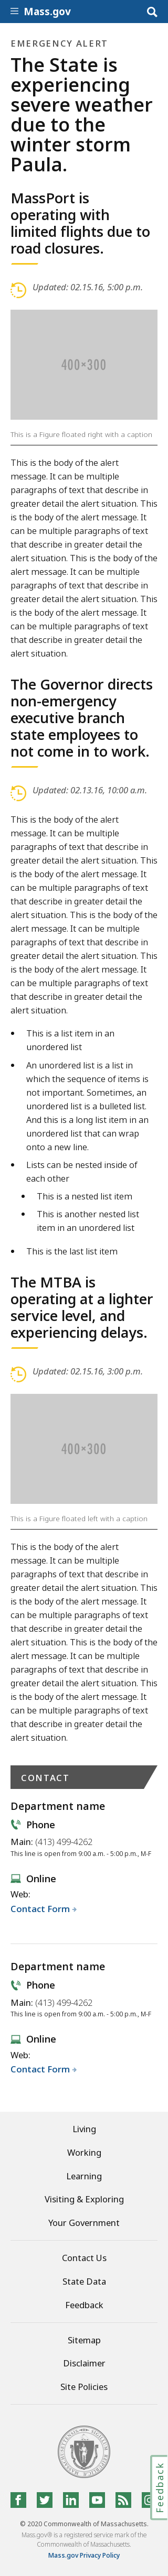 Mass.gov
EMERGENCY ALERT
The State is
experiencing
severe weather
due to the
winter storm
Paula.
MassPort is
operating with
limited flights due to
road closures.
Updated: 02.15.16, 5:00 p.m.
400×300
This is a Figure floated right with a caption
This is the body of the alert
message. It can be multiple
paragraphs of text that describe in
greater detail the alert situation. This
is the body of the alert message. It
can be multiple paragraphs of text
that describe in greater detail the
alert situation. This is the body of the
alert message. It can be multiple
paragraphs of text that describe in
greater detail the alert situation. This
is the body of the alert message. It
can be multiple paragraphs of text
that describe in greater detail the
alert situation.
The Governor directs
non-emergency
executive branch
state employees to
not come in to work.
Updated: 02.13.16, 10:00 a.m.
This is the body of the alert
message. It can be multiple
paragraphs of text that describe in
greater detail the alert situation. This
is the body of the alert message. It
can be multiple paragraphs of text
that describe in greater detail the
alert situation. This is the body of the
alert message. It can be multiple
paragraphs of text that describe in
greater detail the alert situation. This
is the body of the alert message. It
can be multiple paragraphs of text
that describe in greater detail the
alert situation.
• This is a list item in an
unordered list
• An unordered list is a list in
which the sequence of items is
not important. Sometimes, an
unordered list is a bulleted list.
And this is a long list item in an
unordered list that can wrap
onto a new line.
• Lists can be nested inside of
each other
• This is a nested list item
• This is another nested list
item in an unordered list
• This is the last list item
The MTBA is
operating at a lighter
service level, and
experiencing delays.
Updated: 02.15.16, 3:00 p.m.
400×300
This is a Figure floated left with a caption
This is the body of the alert
message. It can be multiple
paragraphs of text that describe in
greater detail the alert situation. This
is the body of the alert message. It
can be multiple paragraphs of text
that describe in greater detail the
alert situation. This is the body of the
alert message. It can be multiple
paragraphs of text that describe in
greater detail the alert situation. This
is the body of the alert message. It
can be multiple paragraphs of text
that describe in greater detail the
alert situation.
CONTACT
Department name
Phone
Main: (413) 499-4262
This line is open from 9:00 a.m. - 5:00 p.m., M-F
Online
Web:
Contact Form
Department name
Phone
Main: (413) 499-4262
This line is open from 9:00 a.m. - 5:00 p.m., M-F
Online
Web:
Contact Form
Living
Working
Learning
Visiting & Exploring
Your Government
Contact Us
State Data
Feedback
Sitemap
Disclaimer
Site Policies
Feedback
© 2020 Commonwealth of Massachusetts.
Mass.gov® is a registered service mark of the
Commonwealth of Massachusetts.
Mass.gov Privacy Policy